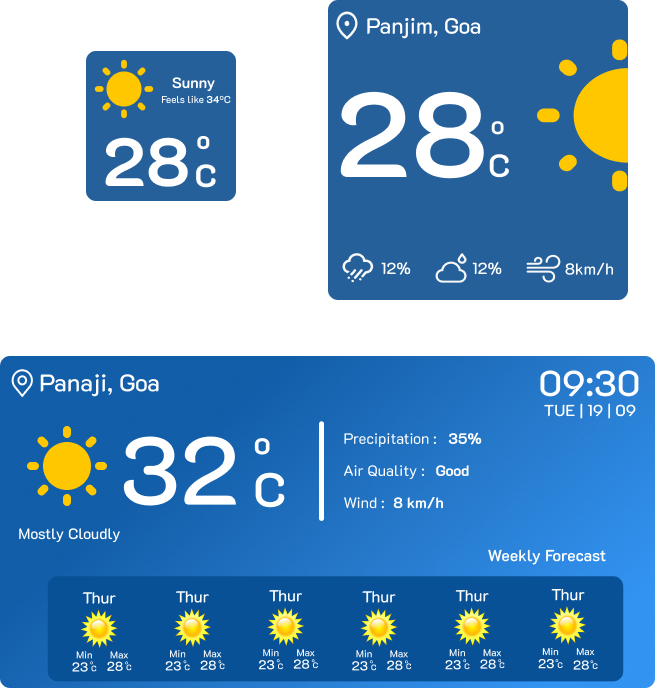 Sunny
Feels like 34°C
28°C
Panjim, Goa
28°C
12%
12%
8km/h
Panaji, Goa
09:30
TUE | 19 | 09
32°C
Precipitation : 35%
Air Quality : Good
Wind : 8 km/h
Mostly Cloudly
Weekly Forecast
Thur Thur Thur Thur Thur Thur
Min Max Min Max Min Max Min Max Min Max Min Max
23°C 28°C 23°C 28°C 23°C 28°C 23°C 28°C 23°C 28°C 23°C 28°C